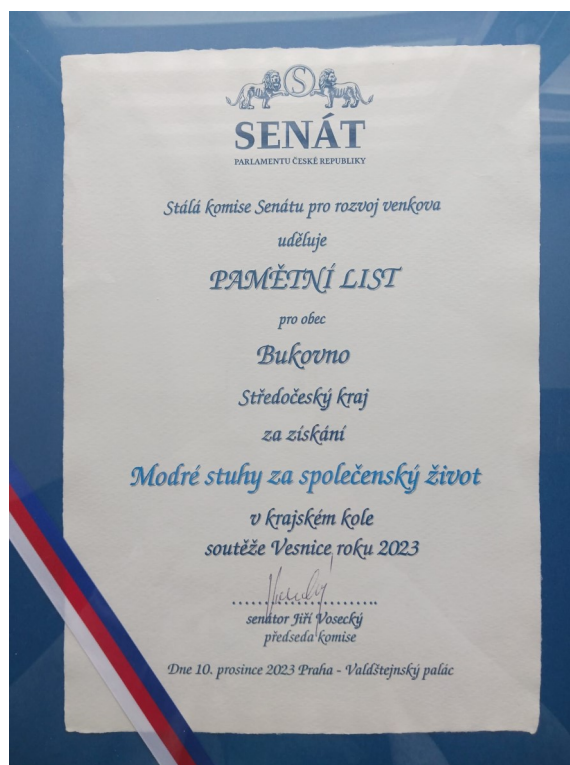 S
SENÁT
PARLAMENTU ČESKÉ REPUBLIKY
Stálá komise Senátu pro rozvoj venkova
uděluje
PAMĚTNÍ LIST
pro obec
Bukovno
Středočeský kraj
za získání
Modré stuhy za společenský život
v krajském kole
soutěže Vesnice roku 2023
senátor Jiří Vosecký
předseda komise
Dne 10. prosince 2023 Praha - Valdštejnský palác